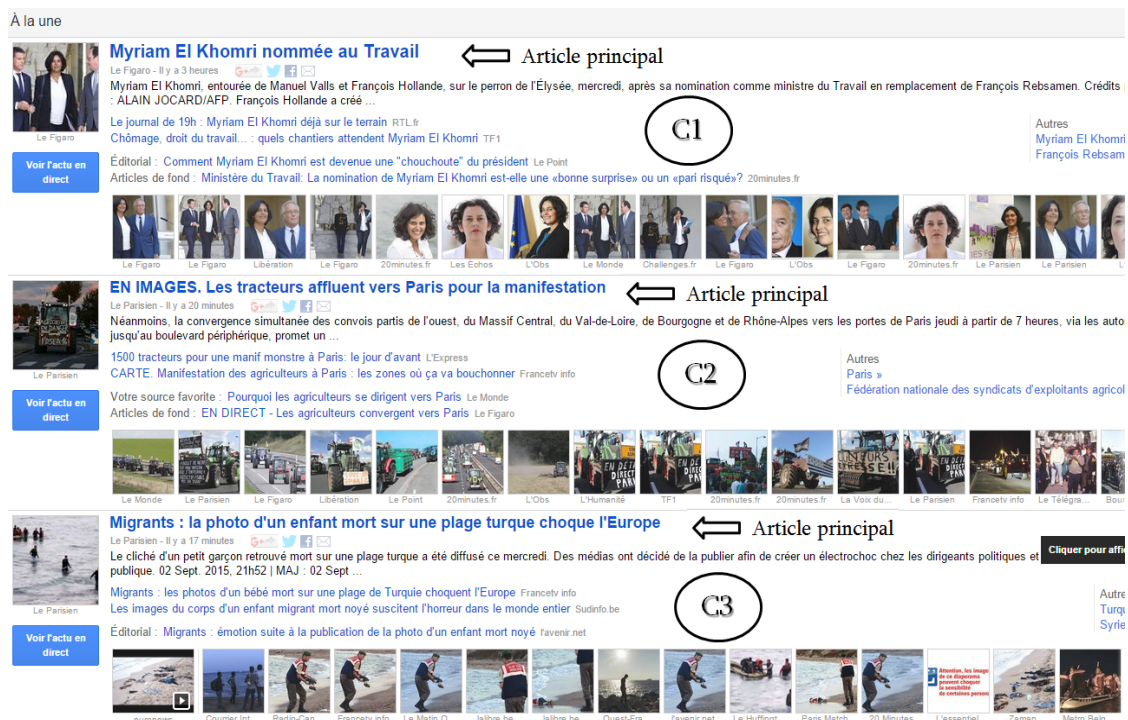 À la une
Myriam El Khomri nommée au Travail
Article principal
Le Figaro - Il y a 3 heures
Myriam El Khomri, entourée de Manuel Valls et François Hollande, sur le perron de l'Élysée, mercredi, après sa nomination comme ministre du Travail en remplacement de François Rebsamen. Crédits
: ALAIN JOCARD/AFP. François Hollande a créé ...
Le Figaro
Le journal de 19h : Myriam El Khomri déjà sur le terrain RTL.fr
Chômage, droit du travail... : quels chantiers attendent Myriam El Khomri TF1
C1
Autres
Myriam El Khomri
François Rebsam
Voir l'actu en
direct
Éditorial : Comment Myriam El Khomri est devenue une "chouchoute" du président Le Point
Articles de fond : Ministère du Travail: La nomination de Myriam El Khomri est-elle une «bonne surprise» ou un «pari risqué»? 20minutes.fr
Le Figaro Le Figaro Libération Le Figaro 20minutes.fr Les Échos L'Obs Le Monde Challenges.fr Le Figaro L'Obs Le Figaro 20minutes.fr Le Parisien Le Parisien
EN IMAGES. Les tracteurs affluent vers Paris pour la manifestation
Article principal
Le Parisien - Il y a 20 minutes
Néanmoins, la convergence simultanée des convois partis de l'ouest, du Massif Central, du Val-de-Loire, de Bourgogne et de Rhône-Alpes vers les portes de Paris jeudi à partir de 7 heures, via les auto
jusqu'au boulevard périphérique, promet un ...
Le Parisien
1500 tracteurs pour une manif monstre à Paris: le jour d'avant L'Express
CARTE. Manifestation des agriculteurs à Paris : les zones où ça va bouchonner Francetv info
C2
Autres
Paris »
Fédération nationale des syndicats d'exploitants agricol
Voir l'actu en
direct
Votre source favorite : Pourquoi les agriculteurs se dirigent vers Paris Le Monde
Articles de fond : EN DIRECT - Les agriculteurs convergent vers Paris Le Figaro
Le Monde Le Parisien Le Figaro Libération Le Point 20minutes.fr L'Obs L'Humanité TF1 20minutes.fr 20minutes.fr La Voix du... Le Parisien Francetv info Le Télégra... Bour
Migrants : la photo d'un enfant mort sur une plage turque choque l'Europe
Article principal
Le Parisien - Il y a 17 minutes
Le cliché d'un petit garçon retrouvé mort sur une plage turque a été diffusé ce mercredi. Des médias ont décidé de la publier afin de créer un électrochoc chez les dirigeants politiques et
publique. 02 Sept. 2015, 21h52 | MAJ : 02 Sept ...
Cliquer pour affi
Le Parisien
Migrants : les photos d'un bébé mort sur une plage de Turquie choquent l'Europe Francetv info
Les images du corps d'un enfant migrant mort noyé suscitent l'horreur dans le monde entier Sudinfo.be
C3
Autre
Turqu
Syrie
Voir l'actu en
direct
Éditorial : Migrants : émotion suite à la publication de la photo d'un enfant mort noyé l'avenir.net
euronews Courrier Int. Radio-Can. Francetv info Le Matin O. lalibre.be lalibre.be Ouest-Fra. l'avenir.net Le Huffingt. Paris Match 20 Minutes L'essentiel Zaman Metro Belg.